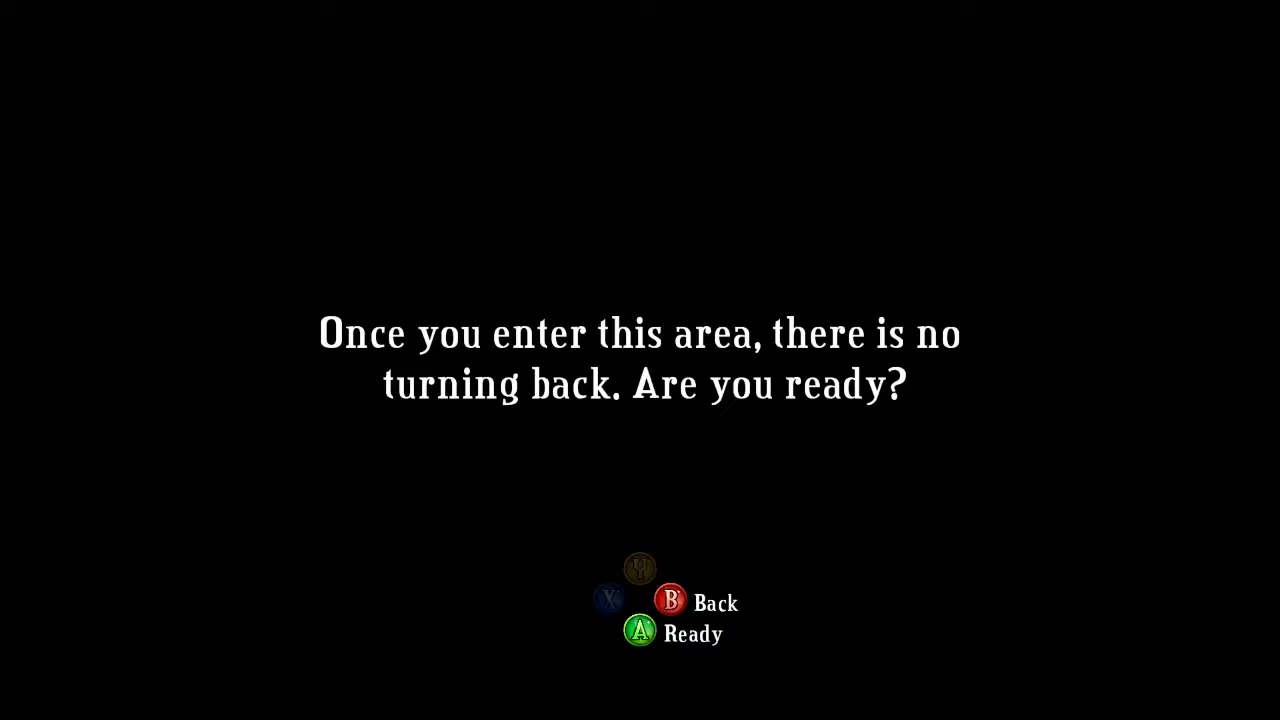 Once you enter this area, there is no
turning back. Are you ready?
Y
X
B Back
A Ready